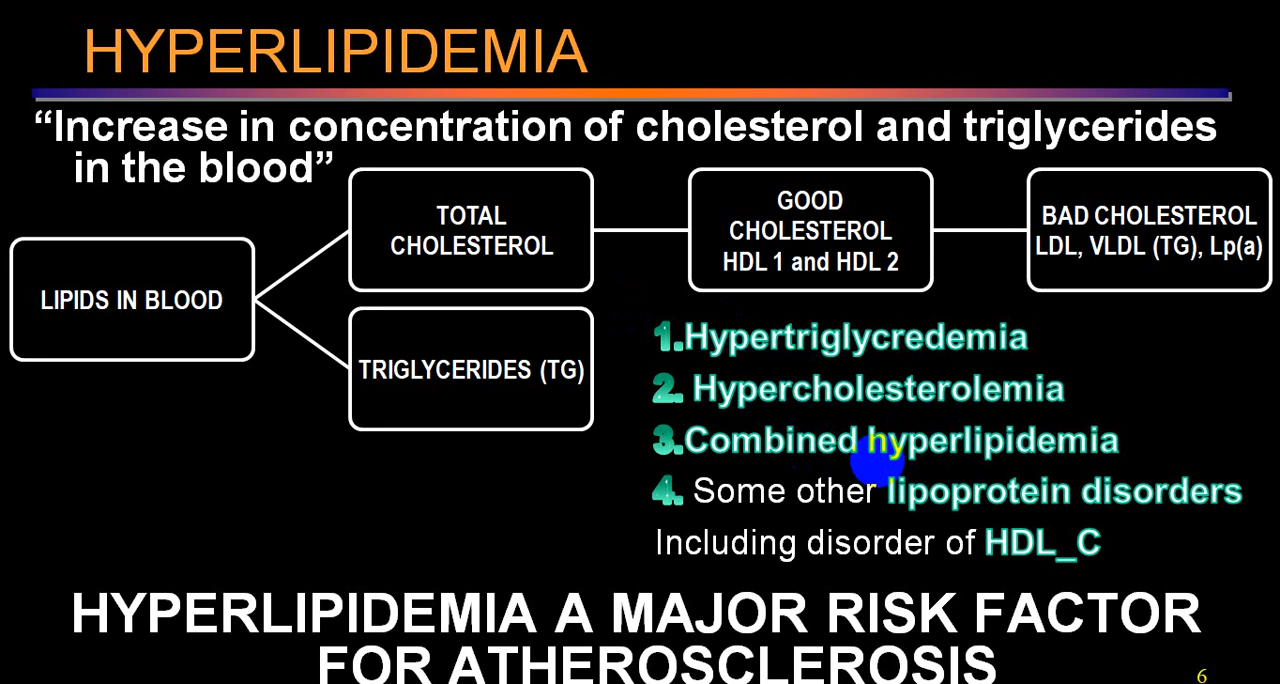 HYPERLIPIDEMIA
“Increase in concentration of cholesterol and triglycerides
in the blood”
LIPIDS IN BLOOD
TOTAL
CHOLESTEROL
GOOD
CHOLESTEROL
HDL 1 and HDL 2
BAD CHOLESTEROL
LDL, VLDL (TG), Lp(a)
TRIGLYCERIDES (TG)
1.Hypertriglycredemia
2. Hypercholesterolemia
3.Combined hyperlipidemia
4. Some other lipoprotein disorders
Including disorder of HDL_C
HYPERLIPIDEMIA A MAJOR RISK FACTOR
FOR ATHEROSCLEROSIS
6